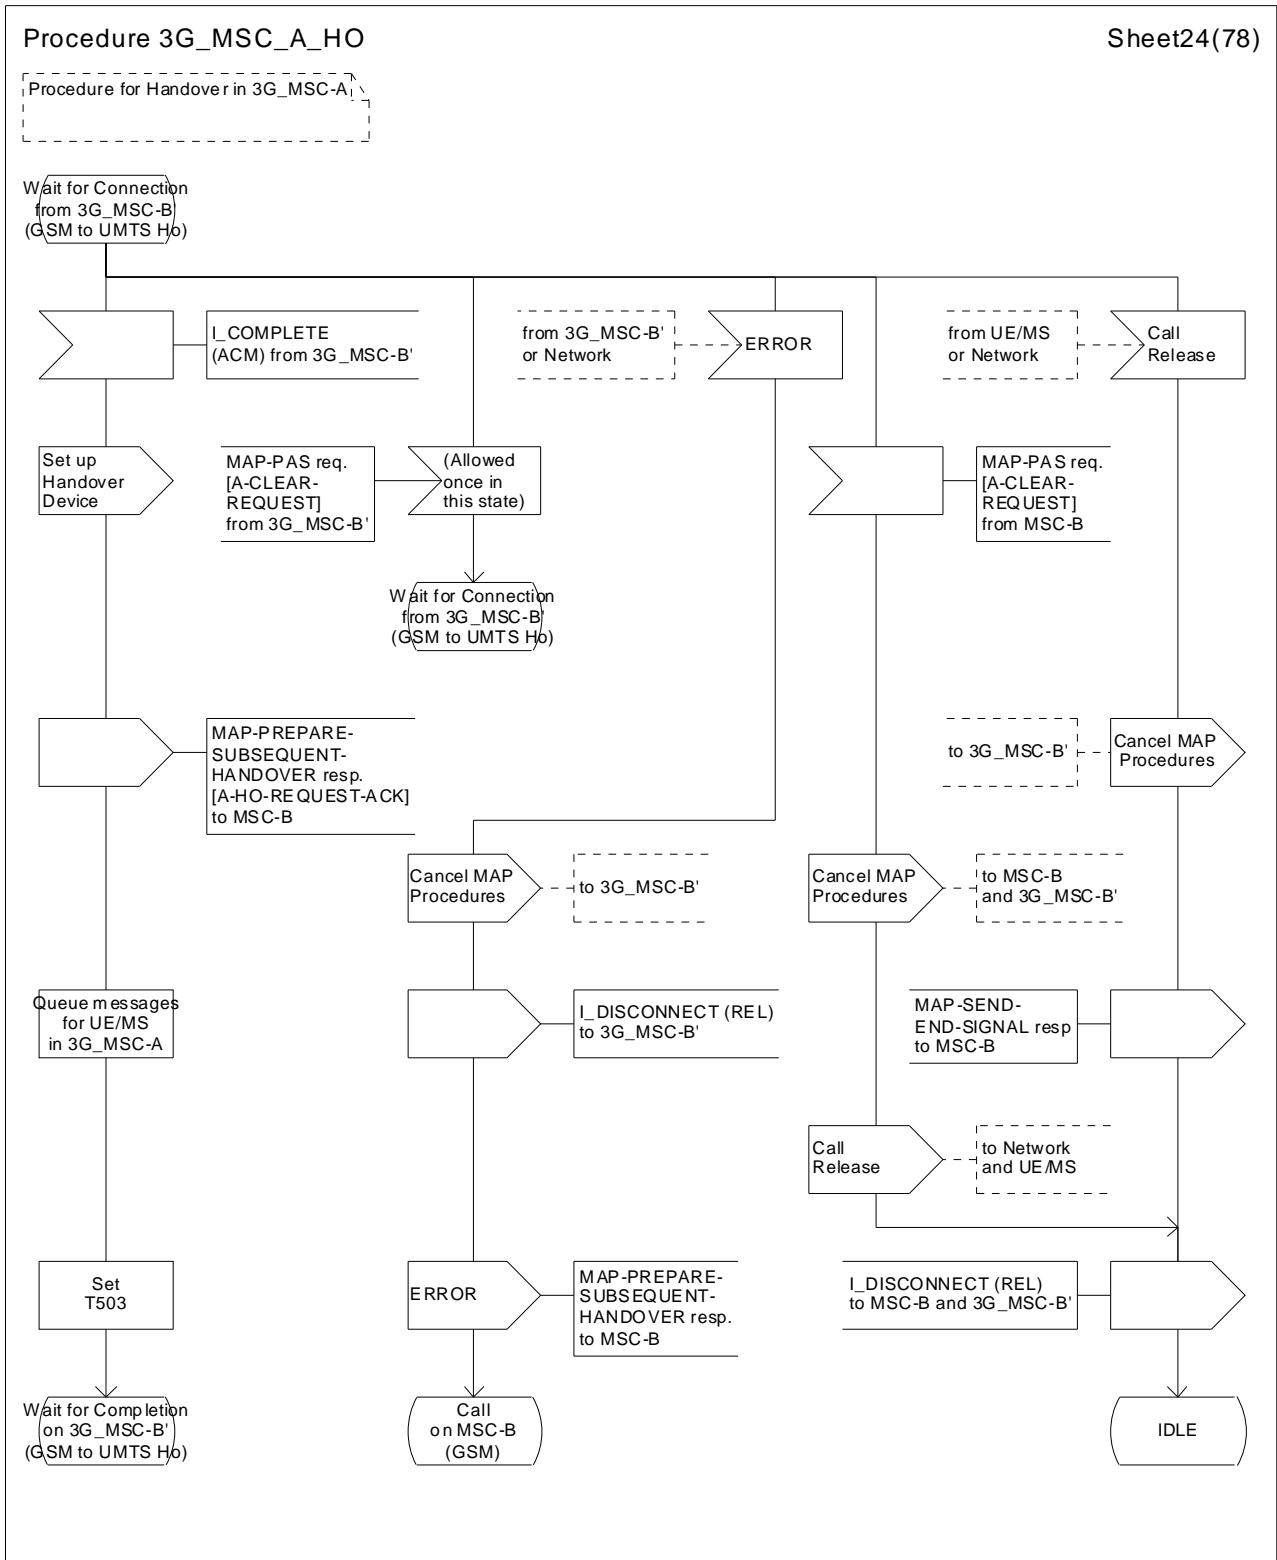 Procedure 3G_MSC_A_HO
Sheet24(78)
Procedure for Handover in 3G_MSC-A
Wait for Connection
from 3G_MSC-B'
(GSM to UMTS Ho)
I_COMPLETE
(ACM) from 3G_MSC-B'
from 3G_MSC-B'
or Network
ERROR
from UE/MS
or Network
Call
Release
Set up
Handover
Device
MAP-PAS req.
[A-CLEAR-
REQUEST]
from 3G_MSC-B'
(Allowed
once in
this state)
MAP-PAS req.
[A-CLEAR-
REQUEST]
from MSC-B
Wait for Connection
from 3G_MSC-B'
(GSM to UMTS Ho)
MAP-PREPARE-
SUBSEQUENT-
HANDOVER resp.
[A-HO-REQUEST-ACK]
to MSC-B
to 3G_MSC-B'
Cancel MAP
Procedures
Cancel MAP
Procedures
to 3G_MSC-B'
Cancel MAP
Procedures
to MSC-B
and 3G_MSC-B'
Queue messages
for UE/MS
in 3G_MSC-A
I_DISCONNECT (REL)
to 3G_MSC-B'
MAP-SEND-
END-SIGNAL resp
to MSC-B
Call
Release
to Network
and UE/MS
Set
T503
ERROR
MAP-PREPARE-
SUBSEQUENT-
HANDOVER resp.
to MSC-B
I_DISCONNECT (REL)
to MSC-B and 3G_MSC-B'
Wait for Completion
on 3G_MSC-B'
(GSM to UMTS Ho)
Call
on MSC-B
(GSM)
IDLE